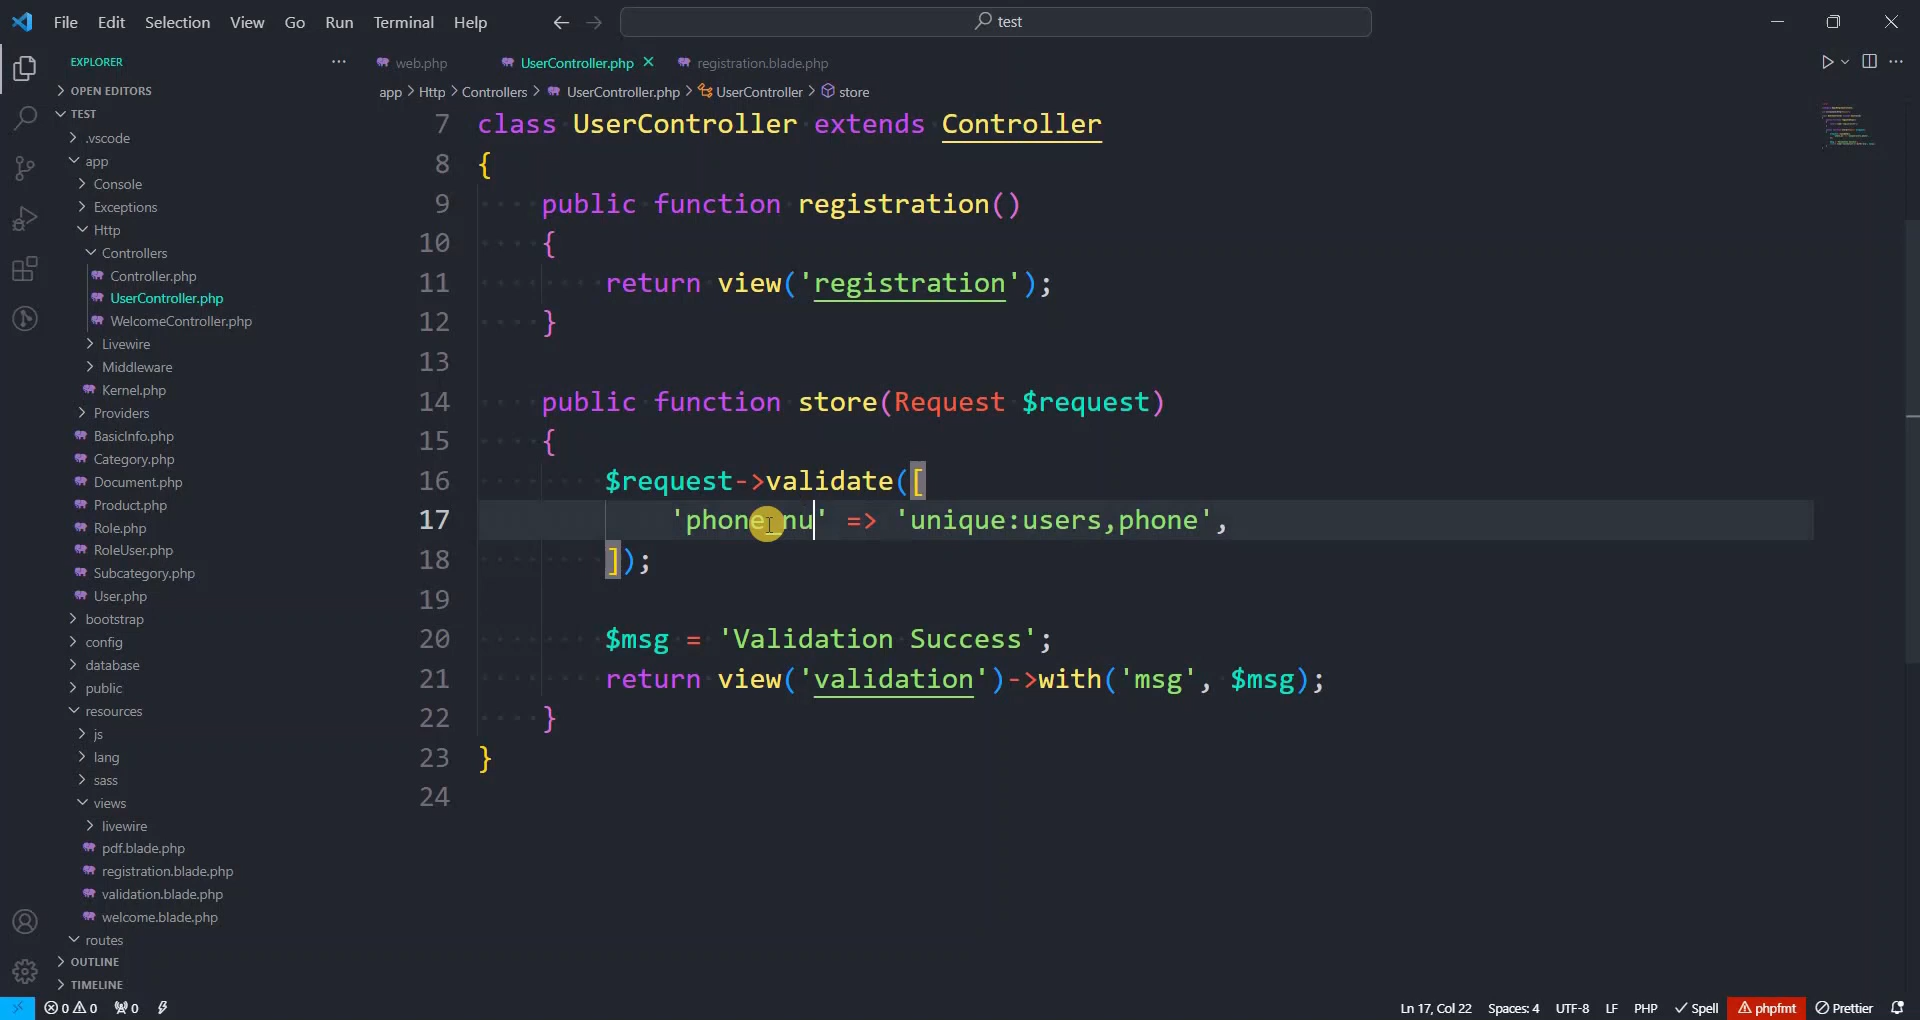 File Edit Selection View Go Run Terminal Help
test
EXPLORER
web.php UserController.php registration.blade.php
app > Http > Controllers > UserController.php > UserController > store
OPEN EDITORS
TEST
.vscode
app
Console
Exceptions
Http
Controllers
Controller.php
UserController.php
WelcomeController.php
Livewire
Middleware
Kernel.php
Providers
BasicInfo.php
Category.php
Document.php
Product.php
Role.php
RoleUser.php
Subcategory.php
User.php
bootstrap
config
database
public
resources
js
lang
sass
views
livewire
pdf.blade.php
registration.blade.php
validation.blade.php
welcome.blade.php
routes
OUTLINE
TIMELINE
7 class UserController extends Controller
8 {
9 public function registration()
10 {
11 return view('registration');
12 }
13
14 public function store(Request $request)
15 {
16 $request->validate([
17 'phone_nu' => 'unique:users,phone',
18 ]);
19
20 $msg = 'Validation Success';
21 return view('validation')->with('msg', $msg);
22 }
23 }
24
0 0 0 Ln 17, Col 22 Spaces: 4 UTF-8 LF PHP Spell phpfmt Prettier